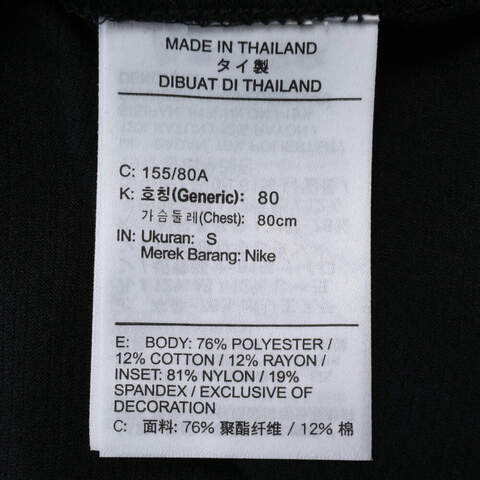 MADE IN THAILAND
タイ製
DIBUAT DI THAILAND
C: 155/80A
K: 호칭(Generic): 80
가슴둘레(Chest): 80cm
IN: Ukuran: S
Merek Barang: Nike
E: BODY: 76% POLYESTER /
12% COTTON / 12% RAYON /
INSET: 81% NYLON / 19%
SPANDEX / EXCLUSIVE OF
DECORATION
C: 面料: 76% 聚酯纤维 / 12% 棉